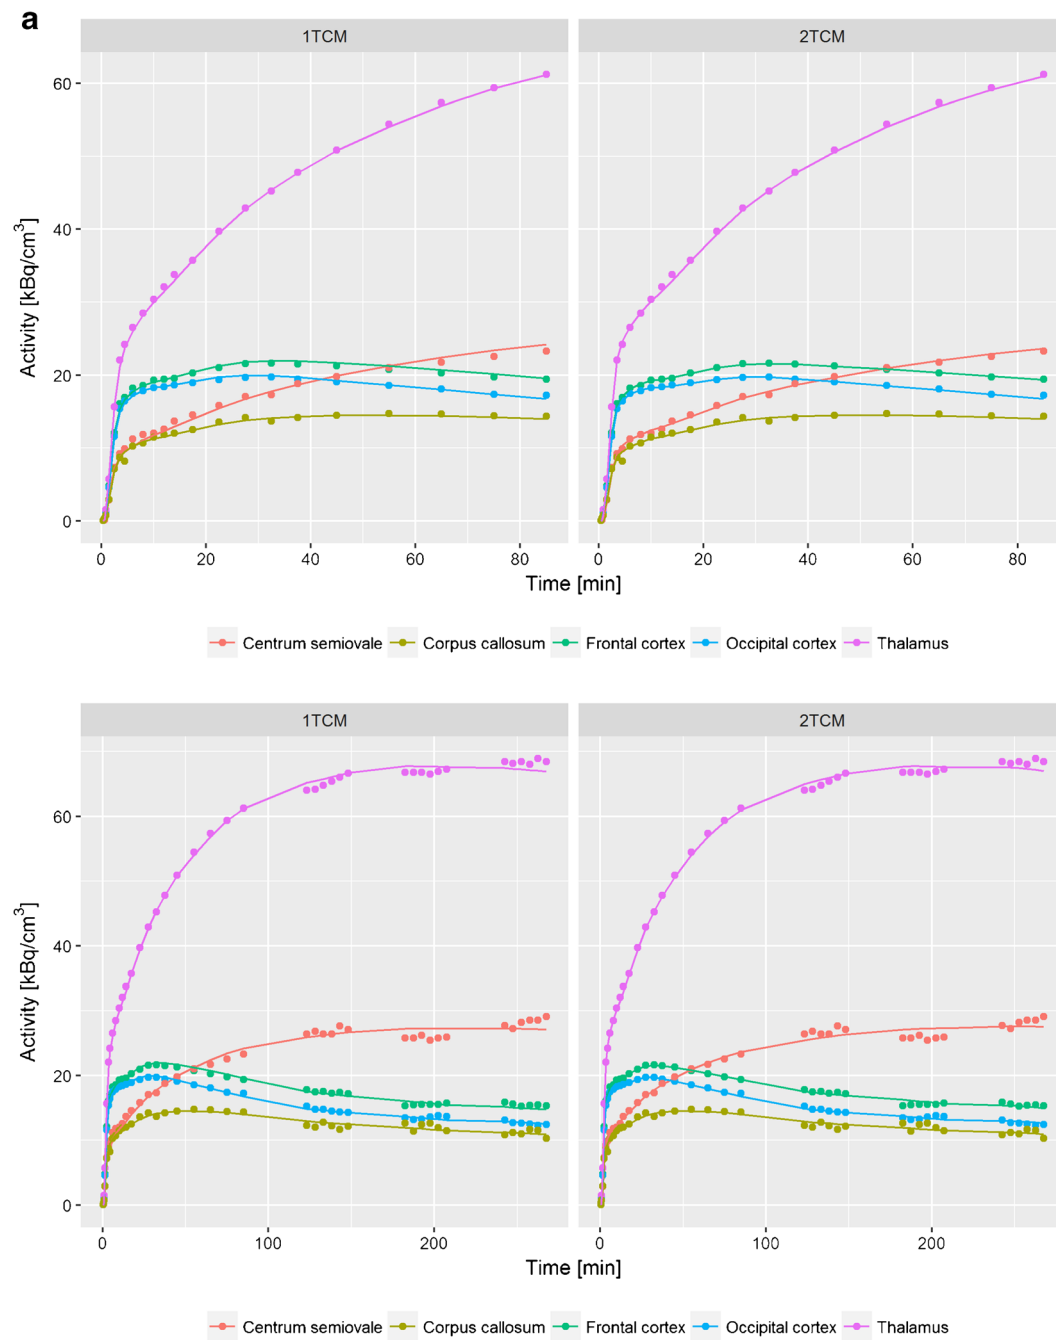 a
1TCM 2TCM
60
40
20
0
Activity [kBq/cm³]
0 20 40 60 80 0 20 40 60 80
Time [min]
Centrum semiovale Corpus callosum Frontal cortex Occipital cortex Thalamus
1TCM 2TCM
60
40
20
0
Activity [kBq/cm³]
0 100 200 0 100 200
Time [min]
Centrum semiovale Corpus callosum Frontal cortex Occipital cortex Thalamus